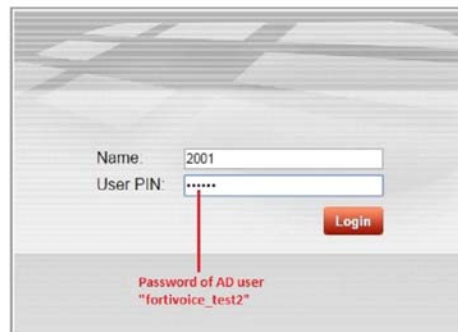 Name: 2001
User PIN: ••••••
Login
Password of AD user
"fortivoice_test2"